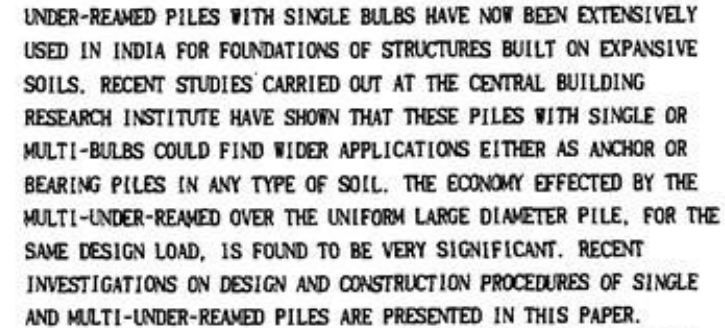 UNDER-REAMED PILES WITH SINGLE BULBS HAVE NOW BEEN EXTENSIVELY
USED IN INDIA FOR FOUNDATIONS OF STRUCTURES BUILT ON EXPANSIVE
SOILS. RECENT STUDIES CARRIED OUT AT THE CENTRAL BUILDING
RESEARCH INSTITUTE HAVE SHOWN THAT THESE PILES WITH SINGLE OR
MULTI-BULBS COULD FIND WIDER APPLICATIONS EITHER AS ANCHOR OR
BEARING PILES IN ANY TYPE OF SOIL. THE ECONOMY EFFECTED BY THE
MULTI-UNDER-REAMED OVER THE UNIFORM LARGE DIAMETER PILE, FOR THE
SAME DESIGN LOAD, IS FOUND TO BE VERY SIGNIFICANT. RECENT
INVESTIGATIONS ON DESIGN AND CONSTRUCTION PROCEDURES OF SINGLE
AND MULTI-UNDER-REAMED PILES ARE PRESENTED IN THIS PAPER.